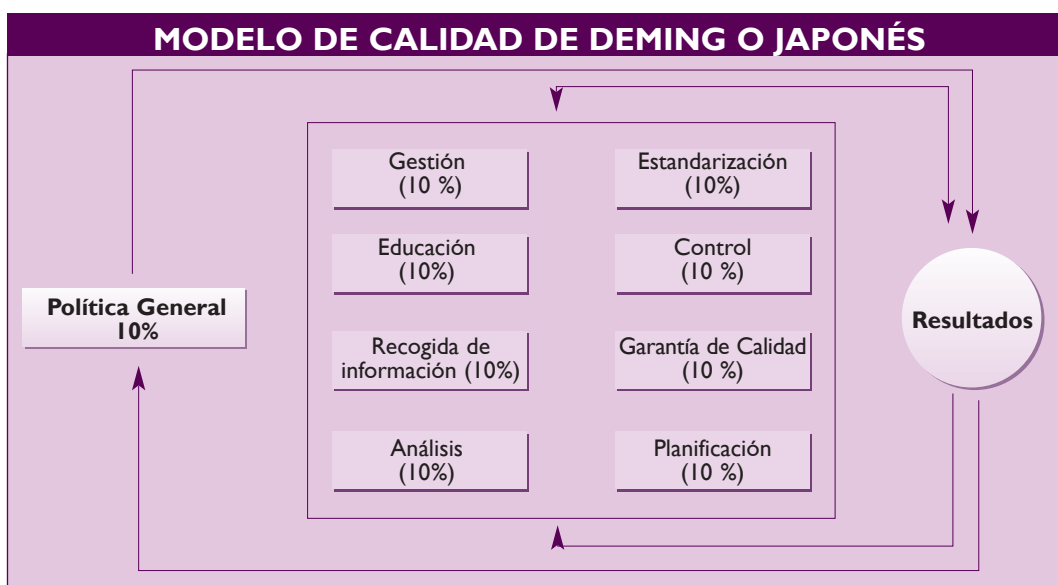 MODELO DE CALIDAD DE DEMING O JAPONÉS
Política General
10%
Gestión
(10 %)
Estandarización
(10%)
Educación
(10%)
Control
(10 %)
Recogida de
información (10%)
Garantía de Calidad
(10 %)
Análisis
(10%)
Planificación
(10 %)
Resultados